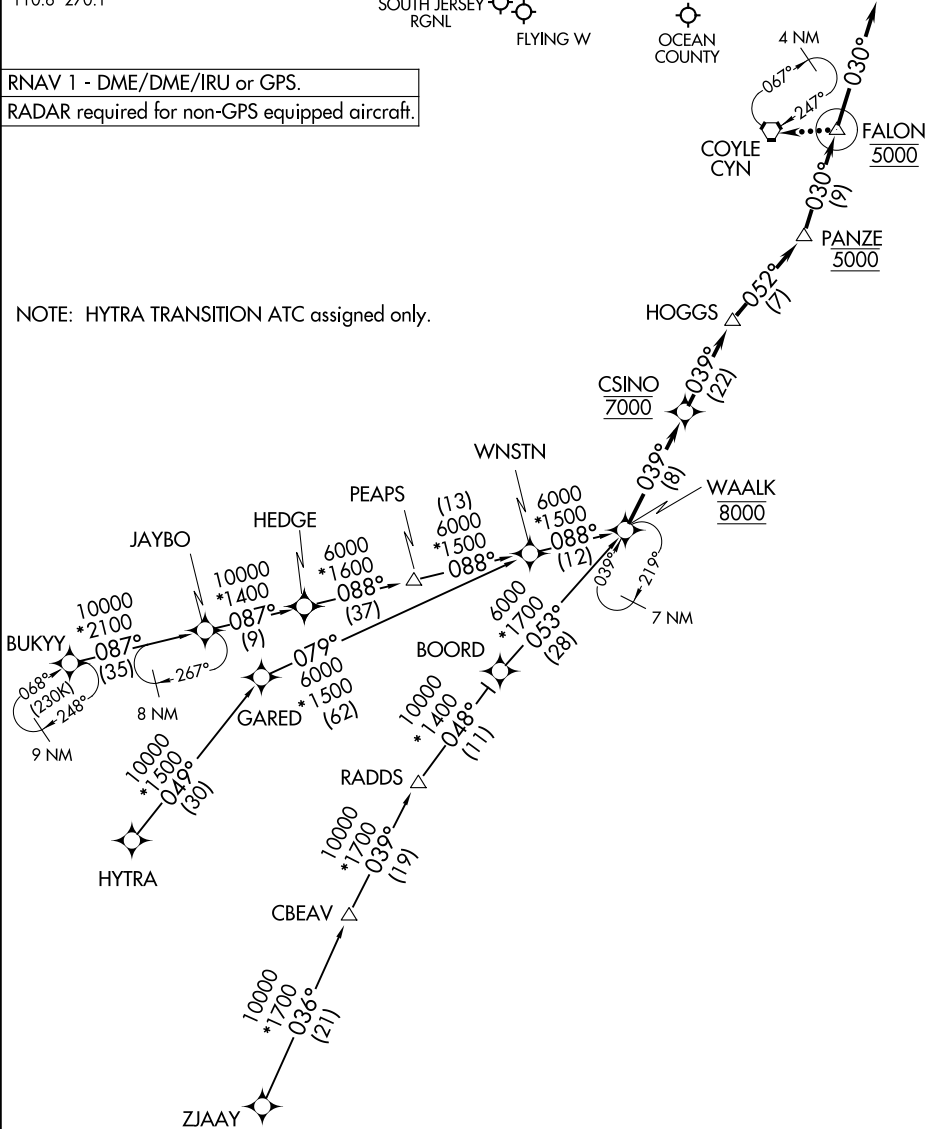 SOUTH JERSEY
RGNL
FLYING W
OCEAN
COUNTY
4 NM
067°
247°
030°
RNAV 1 - DME/DME/IRU or GPS.
RADAR required for non-GPS equipped aircraft.
COYLE
CYN
FALON
5000
030°
(9)
PANZE
5000
052°
(7)
NOTE: HYTRA TRANSITION ATC assigned only.
HOGGS
039°
(22)
CSINO
7000
039°
(8)
WNSTN
WAALK
8000
PEAPS
(13)
6000
*1500
088°
6000
*1500
088°
(12)
HEDGE
6000
*1600
088°
(37)
JAYBO
10000
*1400
087°
(9)
039°
219°
7 NM
10000
*2100
087°
(35)
BUKYY
068°
(230K)
248°
9 NM
267°
8 NM
079°
6000
*1500
(62)
GARED
BOORD
6000
*1700
053°
(28)
10000
*1400
048°
(11)
10000
*1500
049°
(30)
RADDS
HYTRA
10000
*1700
039°
(19)
CBEAV
10000
*1700
036°
(21)
ZJAAY